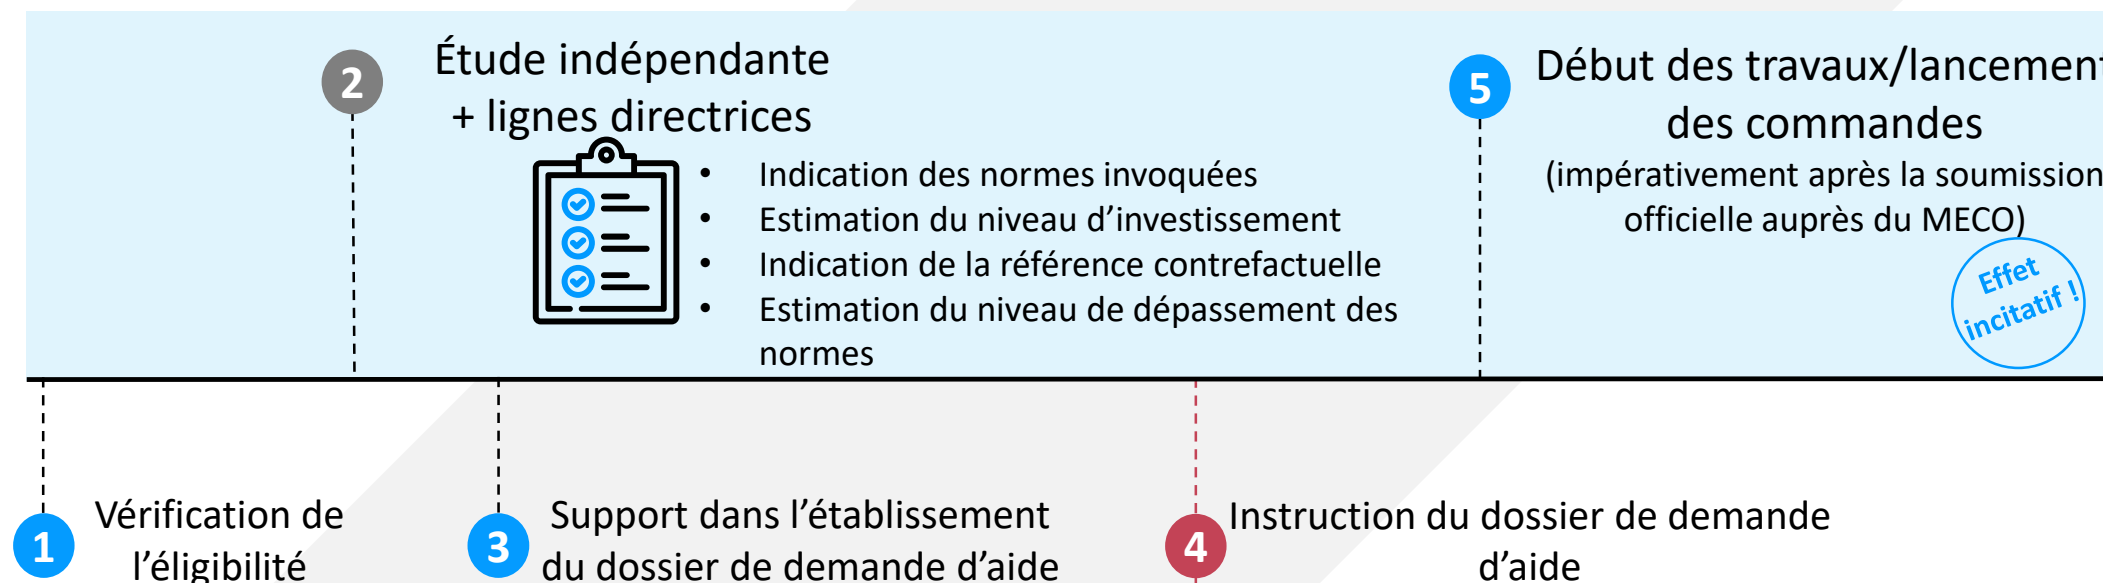 2
Étude indépendante
+ lignes directrices
• Indication des normes invoquées
• Estimation du niveau d’investissement
• Indication de la référence contrefactuelle
• Estimation du niveau de dépassement des
normes
5
Début des travaux/lancement
des commandes
(impérativement après la soumission
officielle auprès du MECO)
Effet
incitatif !
1
Vérification de
l’éligibilité
3
Support dans l’établissement
du dossier de demande d’aide
4
Instruction du dossier de demande
d’aide